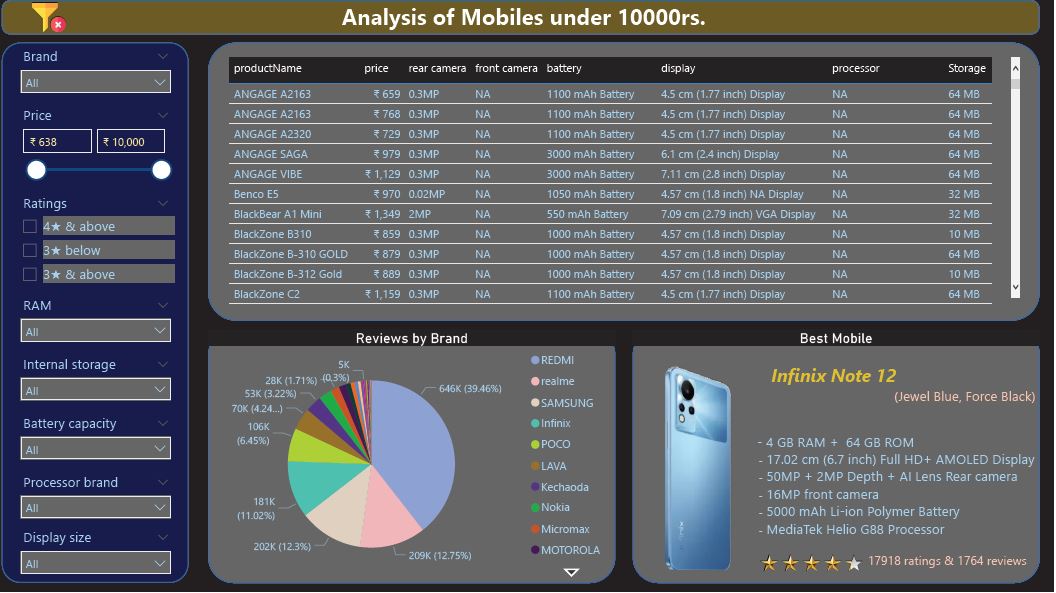 Analysis of Mobiles under 10000rs.
Brand
All
Price
₹ 638 ₹ 10,000
Ratings
4★ & above
3★ below
3★ & above
RAM
All
Internal storage
All
Battery capacity
All
Processor brand
All
Display size
All
productName price rear camera front camera battery display processor Storage
ANGAGE A2163 ₹ 659 0.3MP NA 1100 mAh Battery 4.5 cm (1.77 inch) Display NA 64 MB
ANGAGE A2163 ₹ 768 0.3MP NA 1100 mAh Battery 4.5 cm (1.77 inch) Display NA 64 MB
ANGAGE A2320 ₹ 729 0.3MP NA 1100 mAh Battery 4.5 cm (1.77 inch) Display NA 64 MB
ANGAGE SAGA ₹ 979 0.3MP NA 3000 mAh Battery 6.1 cm (2.4 inch) Display NA 64 MB
ANGAGE VIBE ₹ 1,129 0.3MP NA 3000 mAh Battery 7.11 cm (2.8 inch) Display NA 64 MB
Benco E5 ₹ 970 0.02MP NA 1050 mAh Battery 4.57 cm (1.8 inch) NA Display NA 32 MB
BlackBear A1 Mini ₹ 1,349 2MP NA 550 mAh Battery 7.09 cm (2.79 inch) VGA Display NA 32 MB
BlackZone B310 ₹ 859 0.3MP NA 1000 mAh Battery 4.57 cm (1.8 inch) Display NA 10 MB
BlackZone B-310 GOLD ₹ 879 0.3MP NA 1000 mAh Battery 4.57 cm (1.8 inch) Display NA 64 MB
BlackZone B-312 Gold ₹ 889 0.3MP NA 1000 mAh Battery 4.57 cm (1.8 inch) Display NA 10 MB
BlackZone C2 ₹ 1,159 0.3MP NA 1100 mAh Battery 4.5 cm (1.77 inch) Display NA 64 MB
Reviews by Brand
5K
(0.3%)
28K (1.71%)
53K (3.22%)
70K (4.24...)
106K
(6.45%)
181K
(11.02%)
202K (12.3%)
209K (12.75%)
646K (39.46%)
REDMI
realme
SAMSUNG
Infinix
POCO
LAVA
Kechaoda
Nokia
Micromax
MOTOROLA
Best Mobile
Infinix Note 12
(Jewel Blue, Force Black)
- 4 GB RAM + 64 GB ROM
- 17.02 cm (6.7 inch) Full HD+ AMOLED Display
- 50MP + 2MP Depth + AI Lens Rear camera
- 16MP front camera
- 5000 mAh Li-ion Polymer Battery
- MediaTek Helio G88 Processor
17918 ratings & 1764 reviews
Infinix